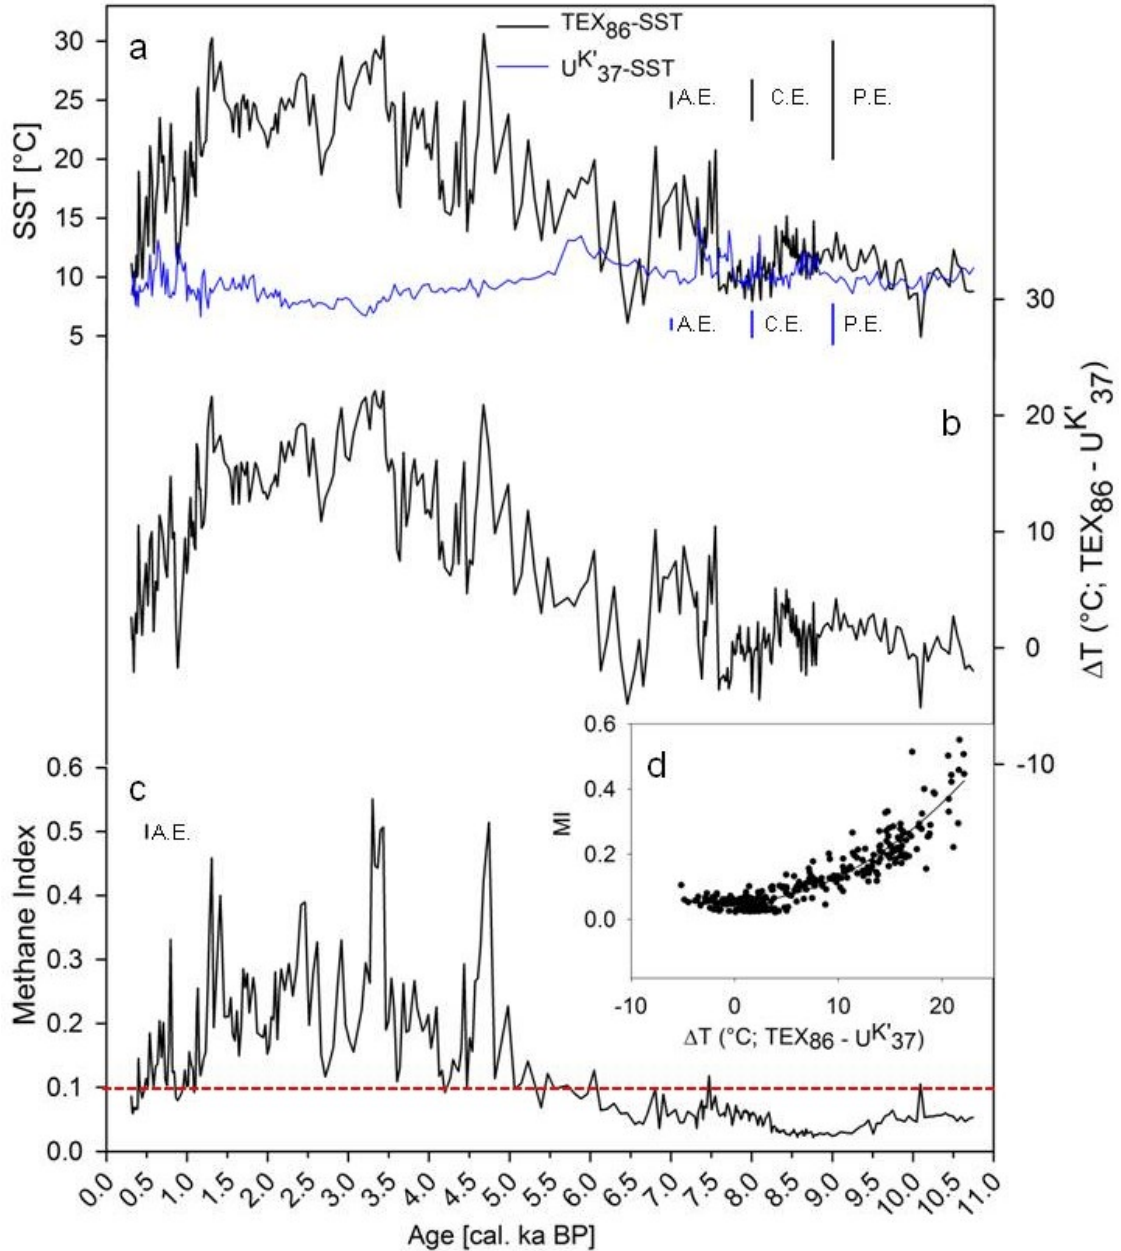 a
TEX86-SST
UK'37-SST
30
25
20
15
10
5
SST [°C]
A.E.
C.E.
P.E.
A.E.
C.E.
P.E.
b
30
20
10
0
-10
ΔT (°C; TEX86 - UK'37)
c
A.E.
0.6
0.5
0.4
0.3
0.2
0.1
0.0
Methane Index
d
0.6
0.4
0.2
0.0
MI
-10 0 10 20
ΔT (°C; TEX86 - UK'37)
0.0 0.5 1.0 1.5 2.0 2.5 3.0 3.5 4.0 4.5 5.0 5.5 6.0 6.5 7.0 7.5 8.0 8.5 9.0 9.5 10.0 10.5 11.0
Age [cal. ka BP]